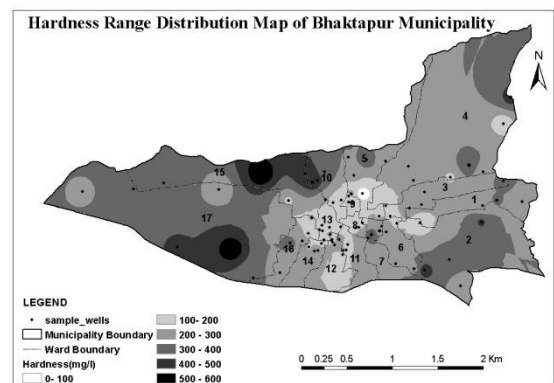 Hardness Range Distribution Map of Bhaktapur Municipality
N
4
5
15
10
3
1
9
17
13
8
2
16
6
14
11
7
12
LEGEND
sample_wells
Municipality Boundary
Ward Boundary
Hardness(mg/l)
0- 100
100- 200
200 - 300
300 - 400
400 - 500
500 - 600
0 0.25 0.5 1 1.5 2 Km